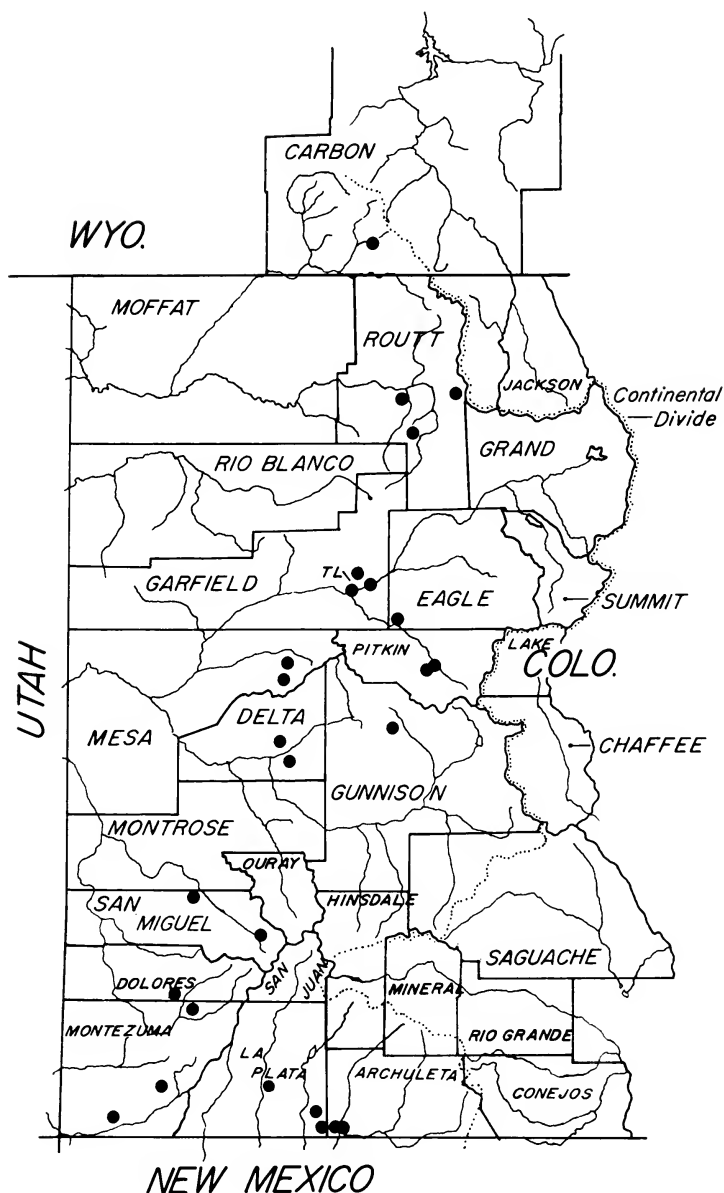 CARBON
WYO.
MOFFAT
ROUTT
JACKSON
Continental
Divide
GRAND
RIO BLANCO
TL
GARFIELD
EAGLE
SUMMIT
PITKIN
LAKE
COLO.
UTAH
MESA
DELTA
CHAFFEE
GUNNISON
MONTROSE
OURAY
SAN
MIGUEL
HINSDALE
SAGUACHE
SAN
JUAN
DOLORES
MINERAL
MONTEZUMA
RIO GRANDE
LA
PLATA
ARCHULETA
CONEJOS
NEW MEXICO